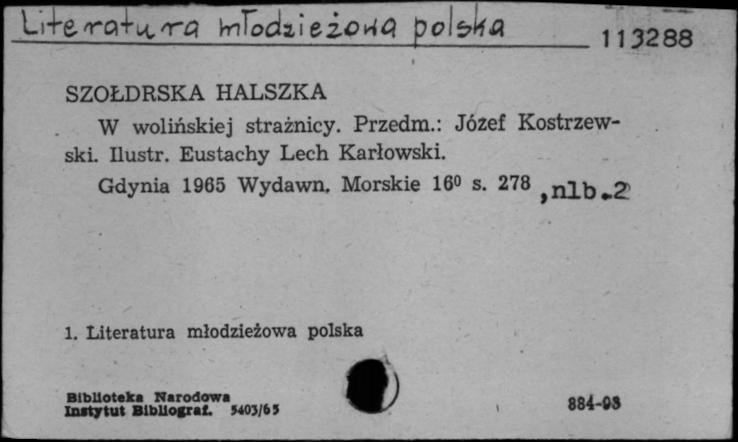 Literatura młodzieżowa polska
113288
SZOŁDRSKA HALSZKA
W wolińskiej strażnicy. Przedm.: Józef Kostrzew-
ski. Ilustr. Eustachy Lech Karłowski.
Gdynia 1965 Wydawn. Morskie 16⁰ s. 278 ,nlb.2
1. Literatura młodzieżowa polska
Biblioteka Narodowa
Instytut Bibliograf. 5403/65
884-98